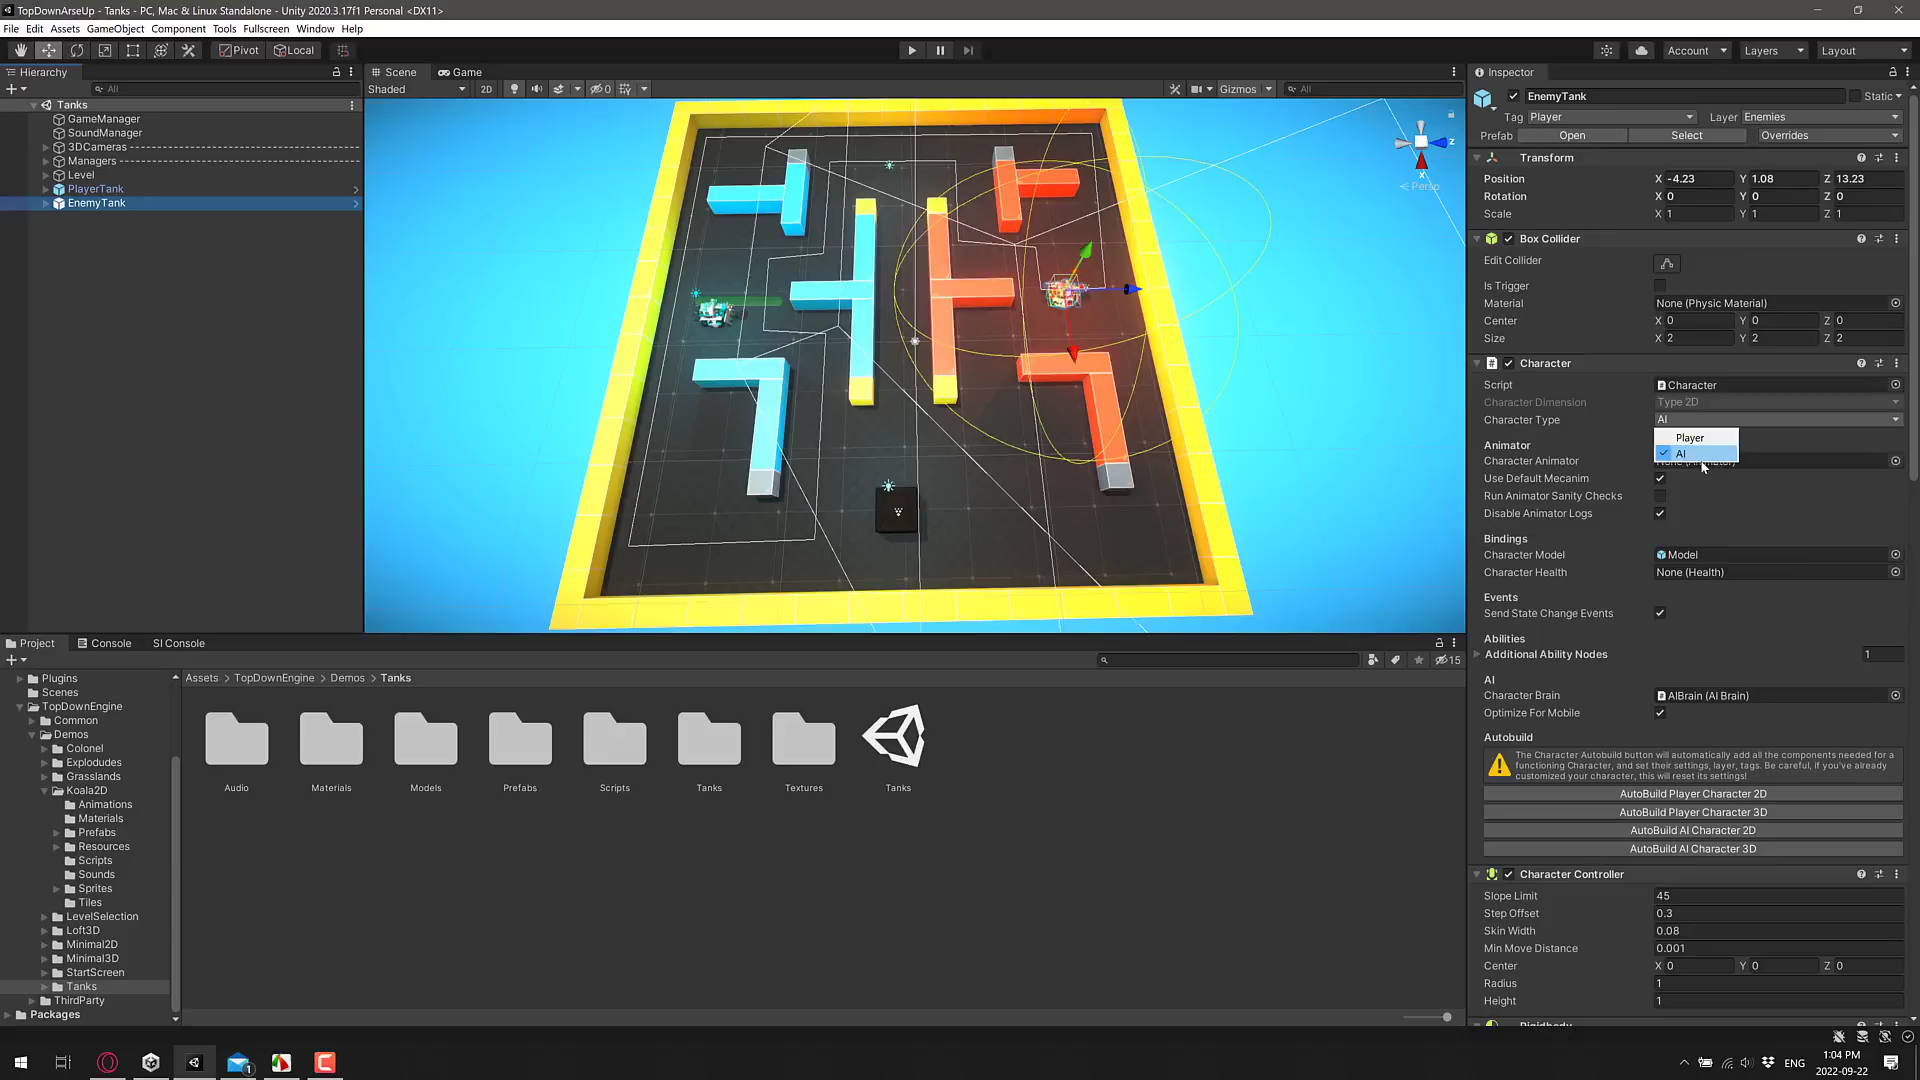 TopDownArseUp - Tanks - PC, Mac & Linux Standalone - Unity 2020.3.17f1 Personal <DX11>
File Edit Assets GameObject Component Tools Fullscreen Window Help
Pivot Local Account Layers Layout
Hierarchy
All
Tanks
GameManager
SoundManager
3DCameras
Managers
Level
PlayerTank
EnemyTank
Scene Game
Shaded 2D 0 Gizmos All
z
x
Persp
Inspector
EnemyTank Static
Tag Player Layer Enemies
Prefab Open Select Overrides
Transform
Position X -4.23 Y 1.08 Z 13.23
Rotation X 0 Y 0 Z 0
Scale X 1 Y 1 Z 1
Box Collider
Edit Collider
Is Trigger
Material None (Physic Material)
Center X 0 Y 0 Z 0
Size X 2 Y 2 Z 2
Character
Script Character
Character Dimension Type 2D
Character Type AI
Player
AI
Animator
Character Animator
Use Default Mecanim
Run Animator Sanity Checks
Disable Animator Logs
Bindings
Character Model Model
Character Health None (Health)
Events
Send State Change Events
Abilities
Additional Ability Nodes 1
AI
Character Brain AIBrain (AI Brain)
Optimize For Mobile
Autobuild
The Character Autobuild button will automatically add all the components needed for a
functioning Character, and set their settings, layer, tags. Be careful, if you've already
customized your character, this will reset its settings!
AutoBuild Player Character 2D
AutoBuild Player Character 3D
AutoBuild AI Character 2D
AutoBuild AI Character 3D
Character Controller
Slope Limit 45
Step Offset 0.3
Skin Width 0.08
Min Move Distance 0.001
Center X 0 Y 0 Z 0
Radius 1
Height 1
Rigidbody
Project Console SI Console
15
Plugins
Scenes
TopDownEngine
Common
Demos
Colonel
Explodudes
Grasslands
Koala2D
Animations
Materials
Prefabs
Resources
Scripts
Sounds
Sprites
Tiles
LevelSelection
Loft3D
Minimal2D
Minimal3D
StartScreen
Tanks
ThirdParty
Packages
Assets > TopDownEngine > Demos > Tanks
Audio Materials Models Prefabs Scripts Tanks Textures Tanks
1
ENG
1:04 PM
2022-09-22